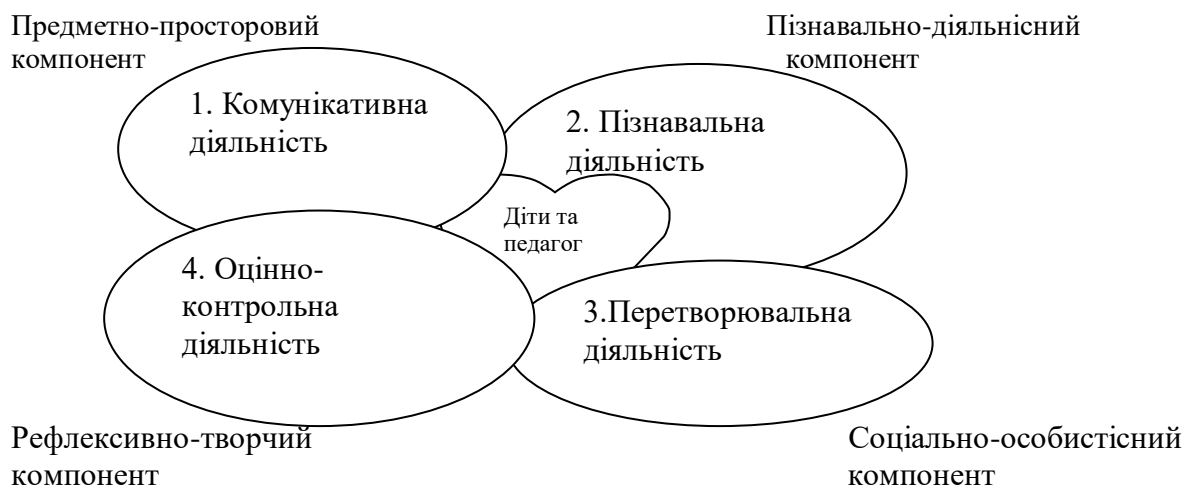 Предметно-просторовий
компонент
Пізнавально-діяльнісний
компонент
1. Комунікативна
діяльність
2. Пізнавальна
діяльність
Діти та
педагог
4. Оцінно-
контрольна
діяльність
3.Перетворювальна
діяльність
Рефлексивно-творчий
компонент
Соціально-особистісний
компонент